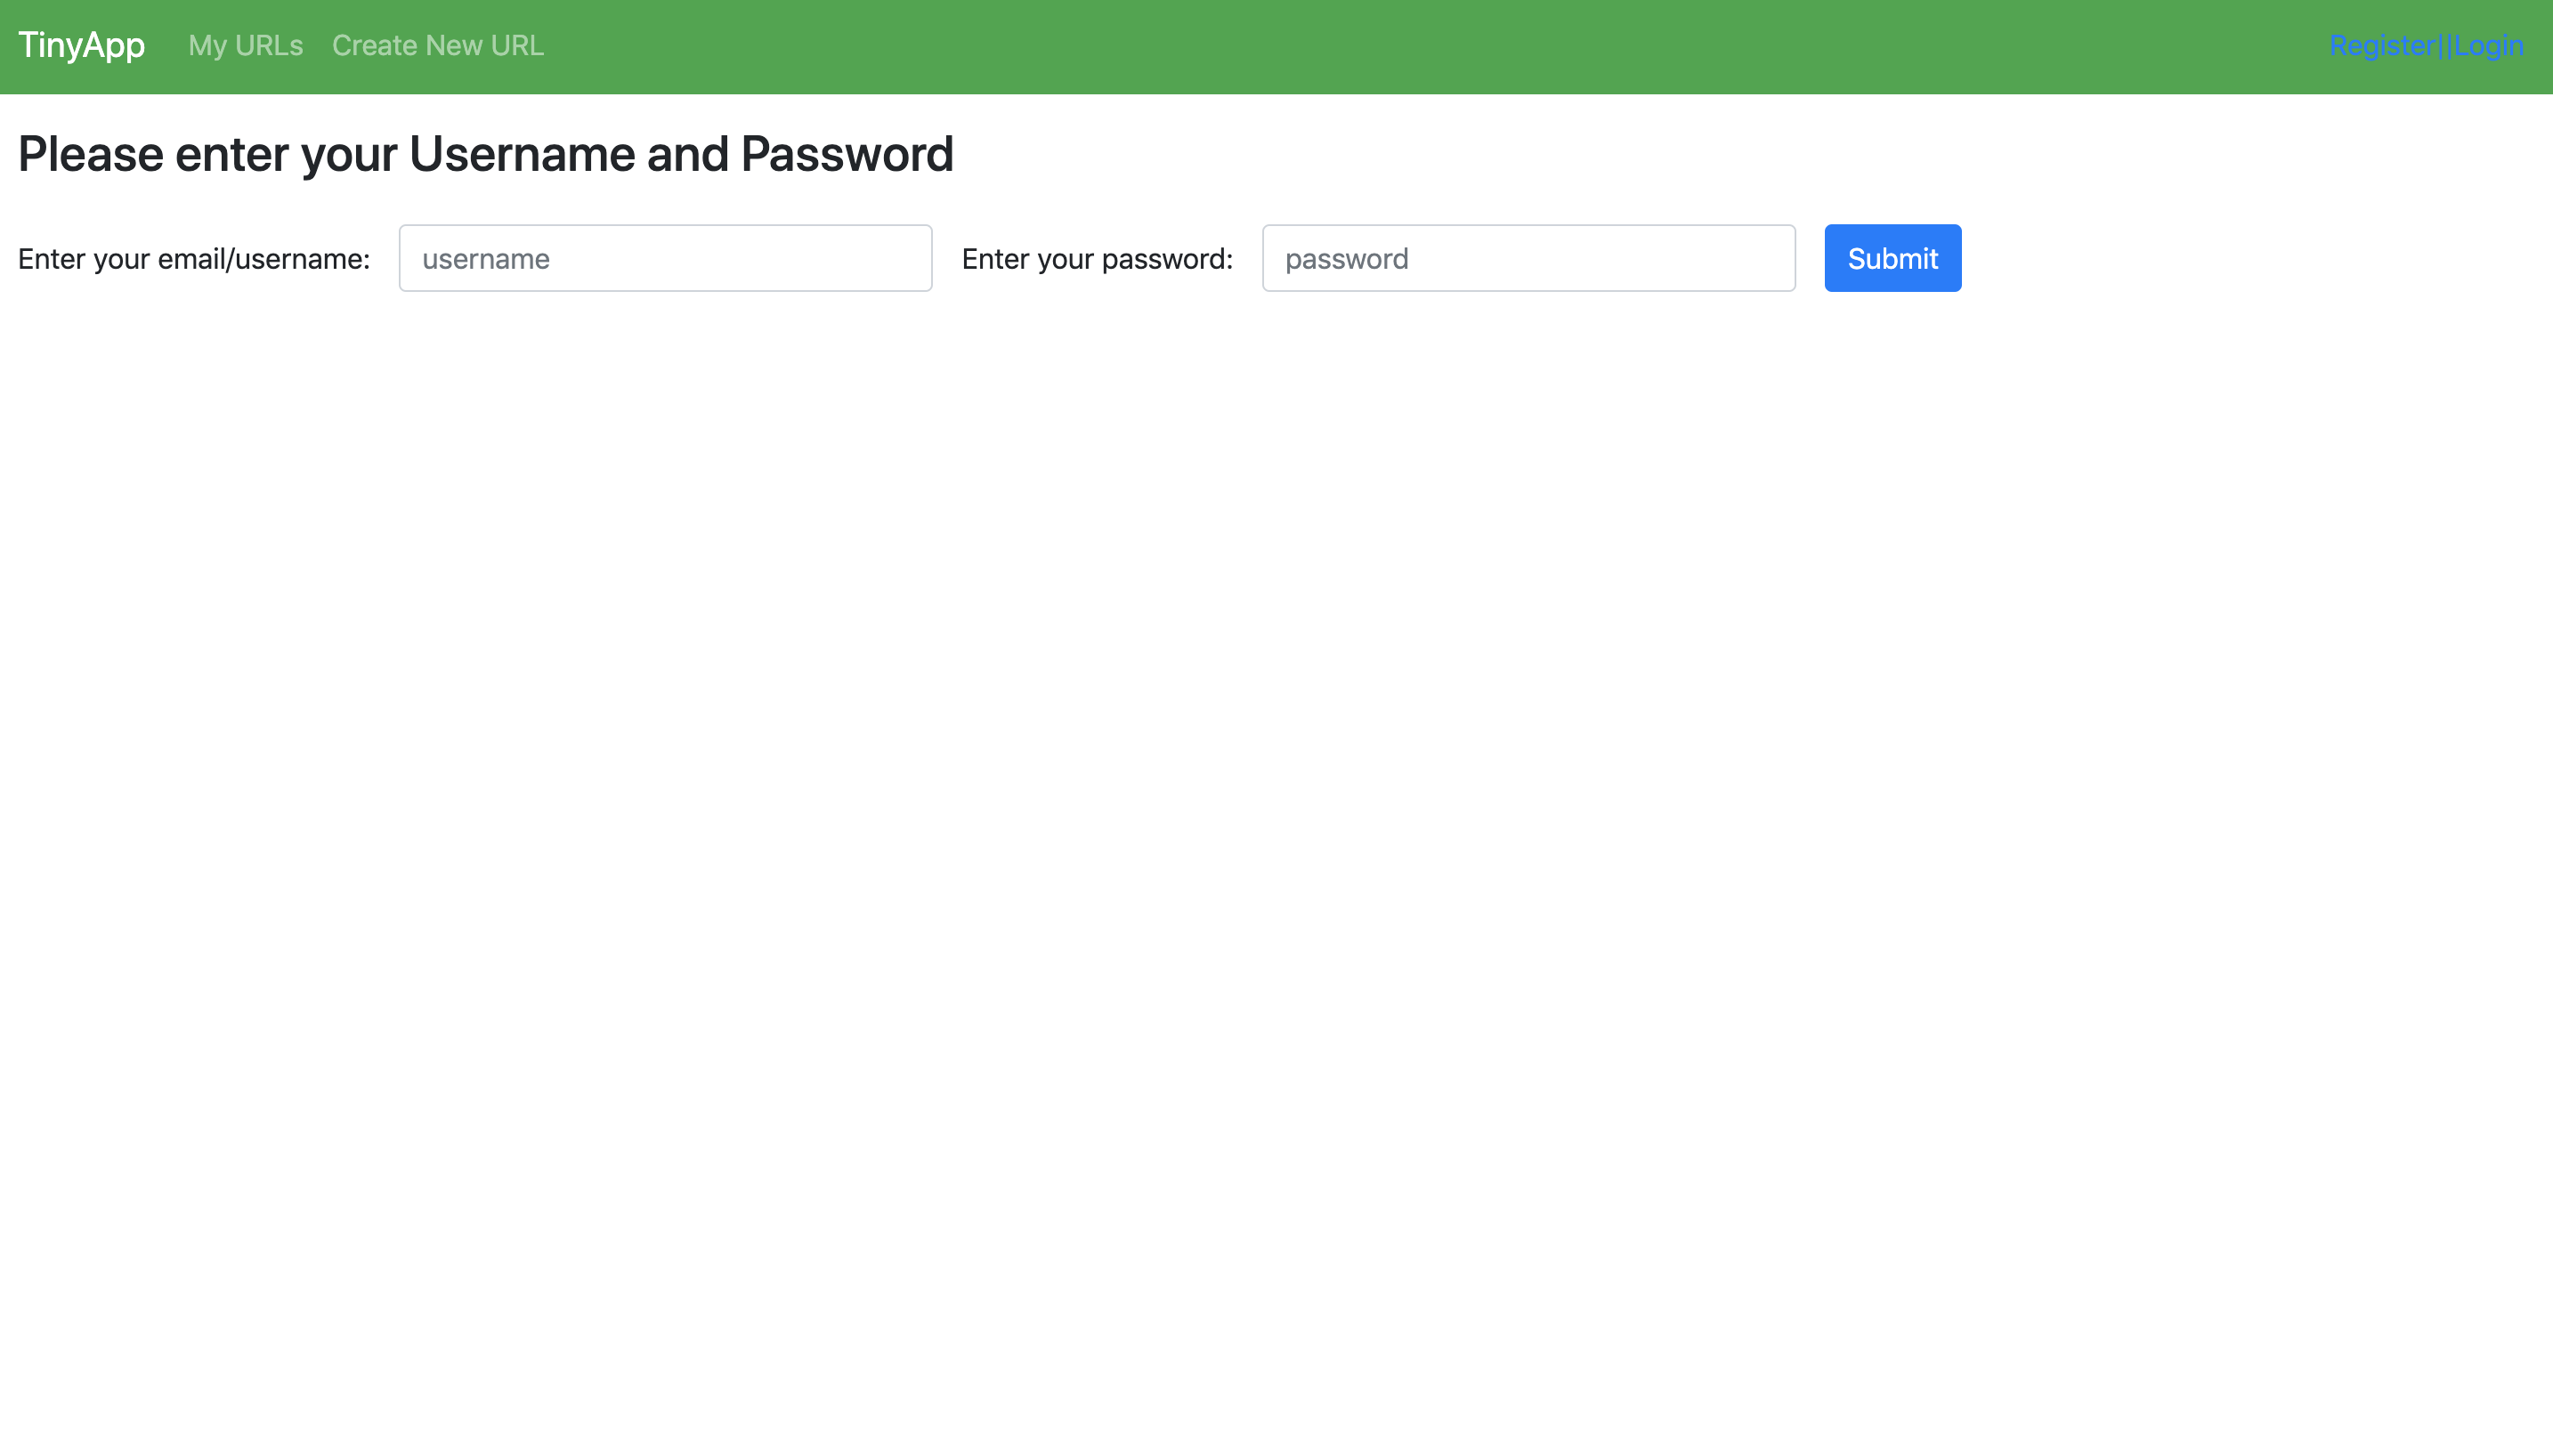 TinyApp My URLs Create New URL Register||Login
Please enter your Username and Password
Enter your email/username: username Enter your password: password Submit